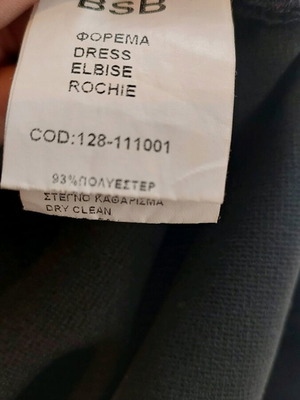 BSB
ΦΟΡΕΜΑ
DRESS
ELBISE
ROCHIE
COD:128-111001
93%ΠΟΛΥΕΣΤΕΡ
ΣΤΕΓΝΟ ΚΑΘΑΡΙΣΜΑ
DRY CLEAN